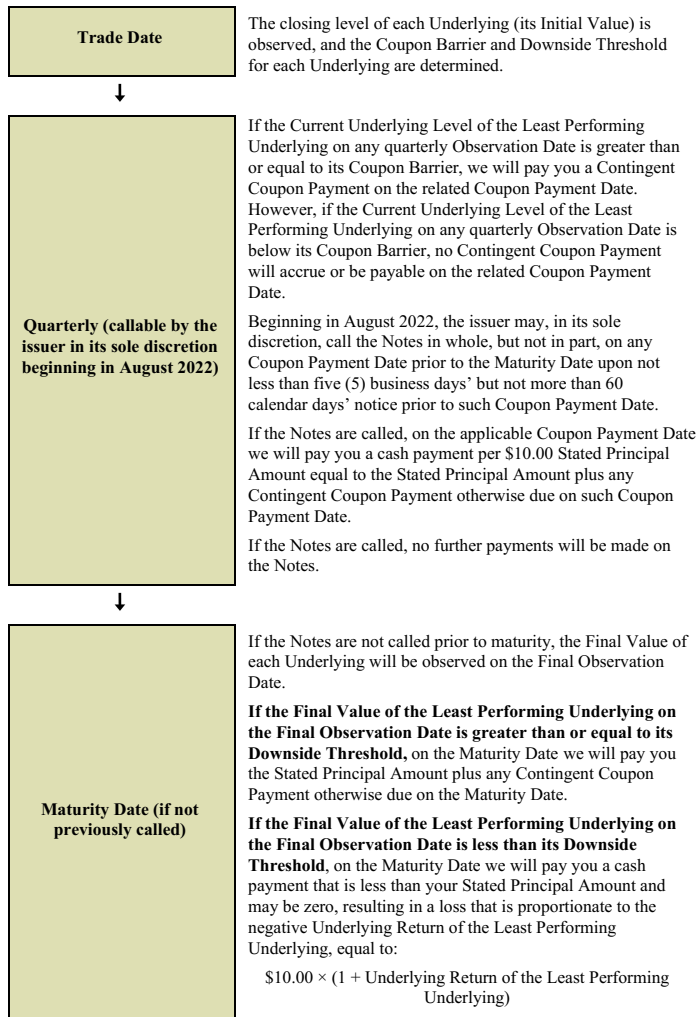 Trade Date
The closing level of each Underlying (its Initial Value) is
observed, and the Coupon Barrier and Downside Threshold
for each Underlying are determined.
Quarterly (callable by the
issuer in its sole discretion
beginning in August 2022)
If the Current Underlying Level of the Least Performing
Underlying on any quarterly Observation Date is greater than
or equal to its Coupon Barrier, we will pay you a Contingent
Coupon Payment on the related Coupon Payment Date.
However, if the Current Underlying Level of the Least
Performing Underlying on any quarterly Observation Date is
below its Coupon Barrier, no Contingent Coupon Payment
will accrue or be payable on the related Coupon Payment
Date.
Beginning in August 2022, the issuer may, in its sole
discretion, call the Notes in whole, but not in part, on any
Coupon Payment Date prior to the Maturity Date upon not
less than five (5) business days’ but not more than 60
calendar days’ notice prior to such Coupon Payment Date.
If the Notes are called, on the applicable Coupon Payment Date
we will pay you a cash payment per $10.00 Stated Principal
Amount equal to the Stated Principal Amount plus any
Contingent Coupon Payment otherwise due on such Coupon
Payment Date.
If the Notes are called, no further payments will be made on
the Notes.
Maturity Date (if not
previously called)
If the Notes are not called prior to maturity, the Final Value of
each Underlying will be observed on the Final Observation
Date.
If the Final Value of the Least Performing Underlying on
the Final Observation Date is greater than or equal to its
Downside Threshold, on the Maturity Date we will pay you
the Stated Principal Amount plus any Contingent Coupon
Payment otherwise due on the Maturity Date.
If the Final Value of the Least Performing Underlying on
the Final Observation Date is less than its Downside
Threshold, on the Maturity Date we will pay you a cash
payment that is less than your Stated Principal Amount and
may be zero, resulting in a loss that is proportionate to the
negative Underlying Return of the Least Performing
Underlying, equal to:
$10.00 × (1 + Underlying Return of the Least Performing
Underlying)